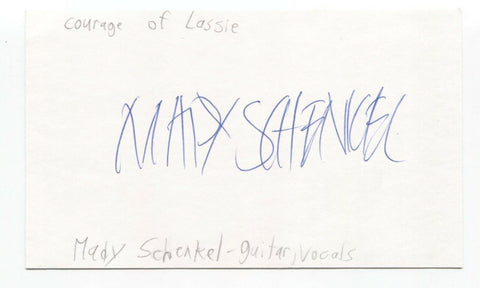 courage of Lassie
MADY SCHENKEL
Mady Schenkel-guitar, vocals